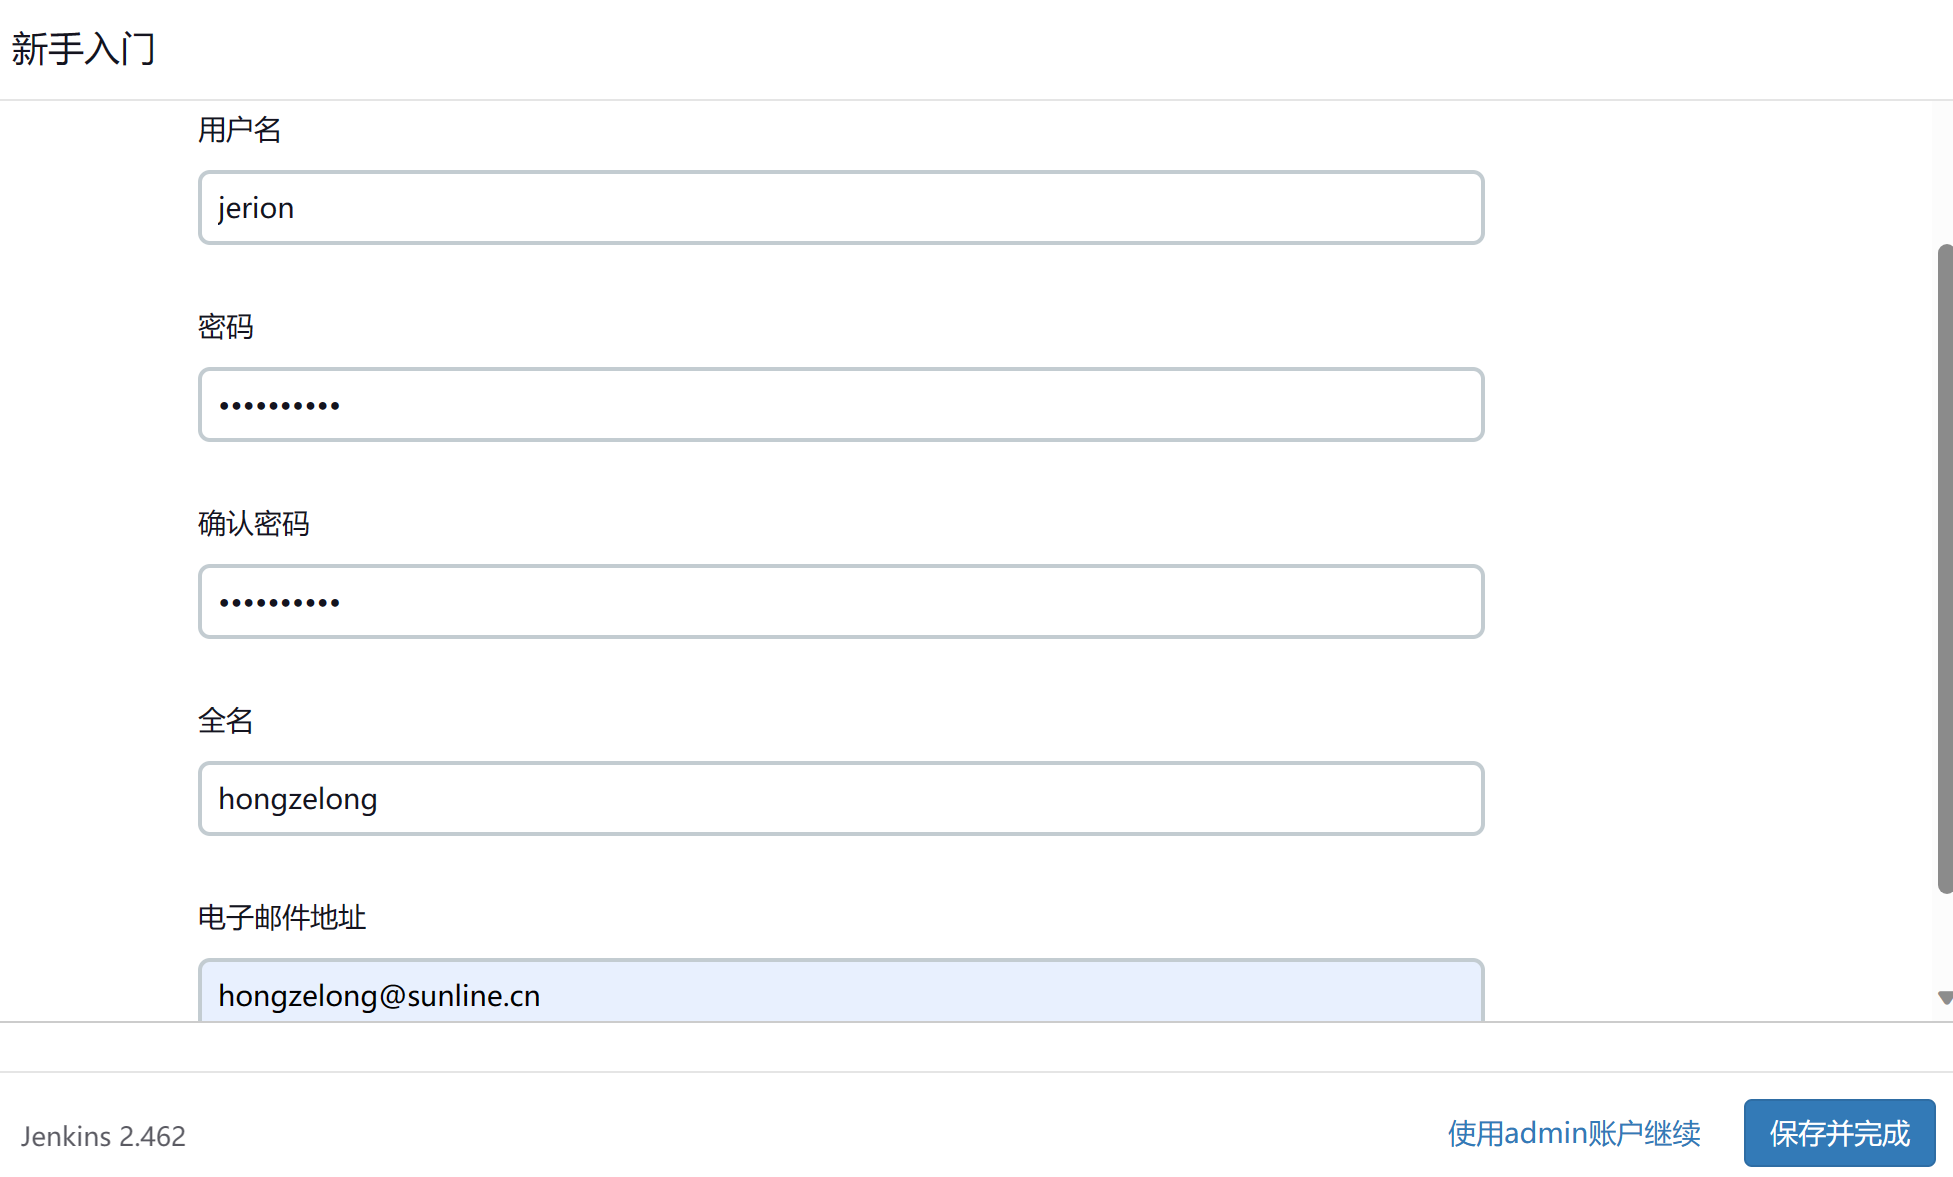 新手入门
用户名
jerion
密码
••••••••••
确认密码
••••••••••
全名
hongzelong
电子邮件地址
hongzelong@sunline.cn
Jenkins 2.462
使用admin账户继续
保存并完成